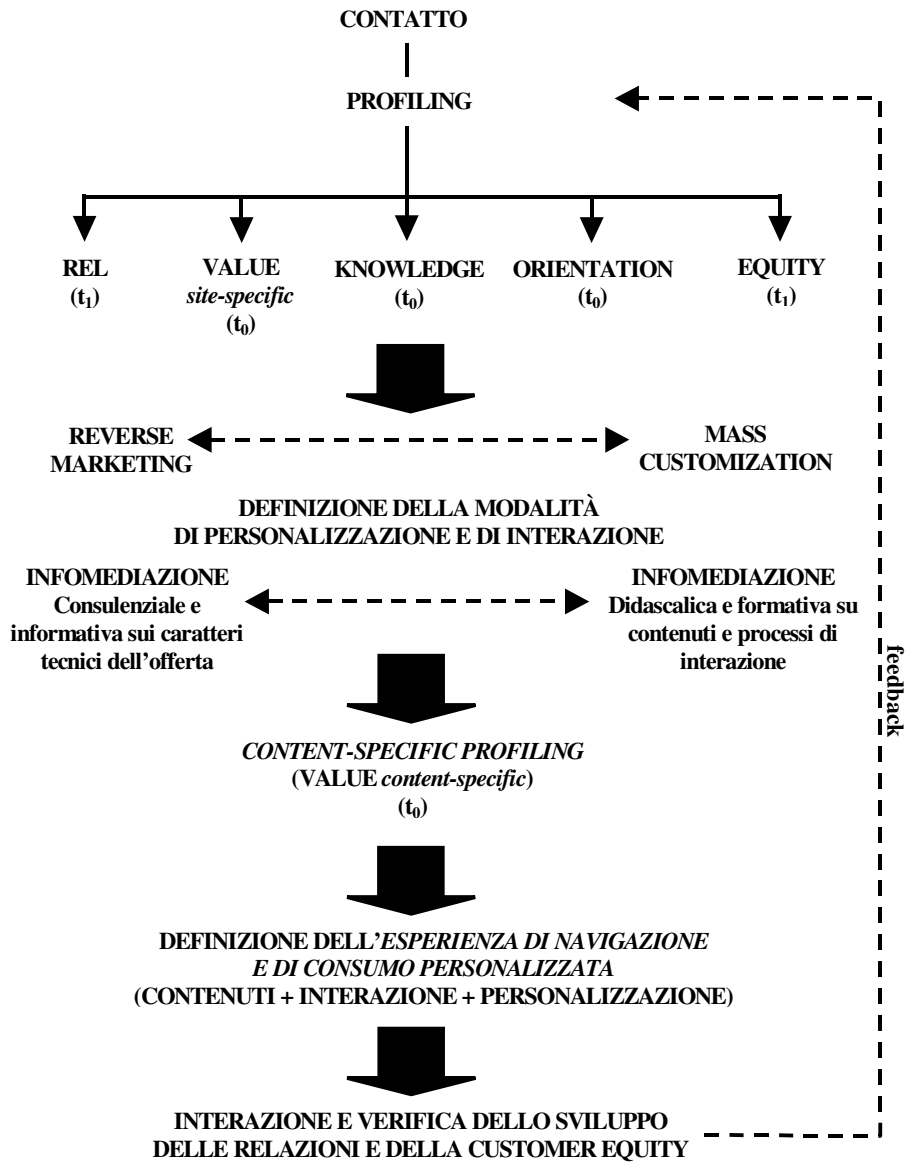 CONTATTO
PROFILING
REL
(t₁)
VALUE
site-specific
(t₀)
KNOWLEDGE
(t₀)
ORIENTATION
(t₀)
EQUITY
(t₁)
REVERSE
MARKETING
MASS
CUSTOMIZATION
DEFINIZIONE DELLA MODALITÀ
DI PERSONALIZZAZIONE E DI INTERAZIONE
INFOMEDIAZIONE
Consulenziale e
informativa sui caratteri
tecnici dell’offerta
INFOMEDIAZIONE
Didascalica e formativa su
contenuti e processi di
interazione
feedback
CONTENT-SPECIFIC PROFILING
(VALUE content-specific)
(t₀)
DEFINIZIONE DELL’ESPERIENZA DI NAVIGAZIONE
E DI CONSUMO PERSONALIZZATA
(CONTENUTI + INTERAZIONE + PERSONALIZZAZIONE)
INTERAZIONE E VERIFICA DELLO SVILUPPO
DELLE RELAZIONI E DELLA CUSTOMER EQUITY